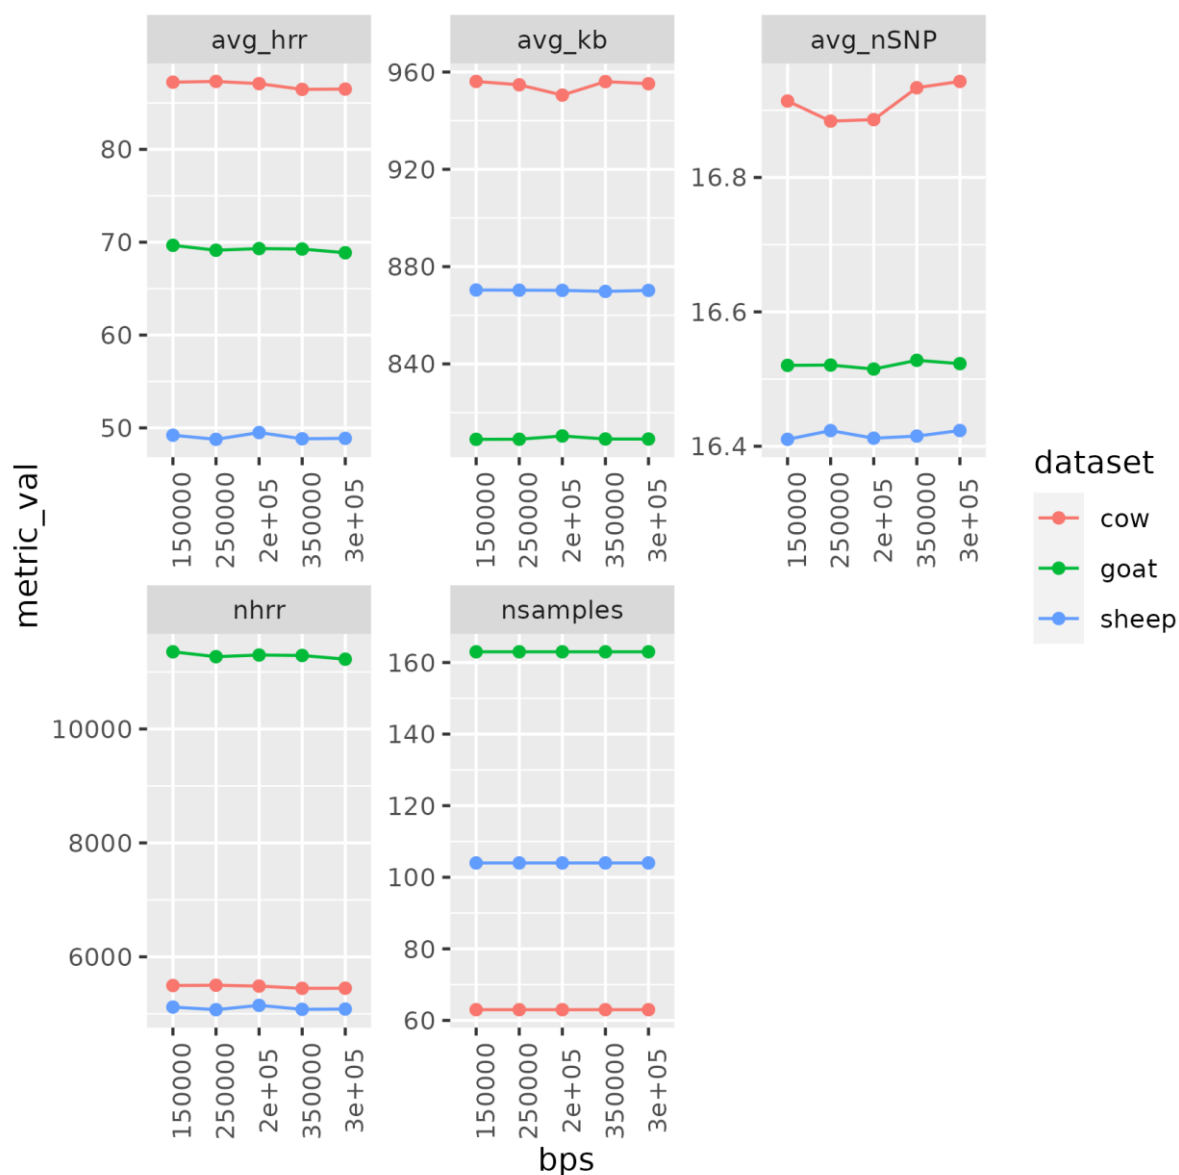 avg_hrr
avg_kb
avg_nSNP
80
70
60
50
960
920
880
840
16.8
16.6
16.4
150000
250000
2e+05
350000
3e+05
150000
250000
2e+05
350000
3e+05
150000
250000
2e+05
350000
3e+05
metric_val
dataset
cow
goat
sheep
nhrr
nsamples
10000
8000
6000
160
140
120
100
80
60
150000
250000
2e+05
350000
3e+05
150000
250000
2e+05
350000
3e+05
bps